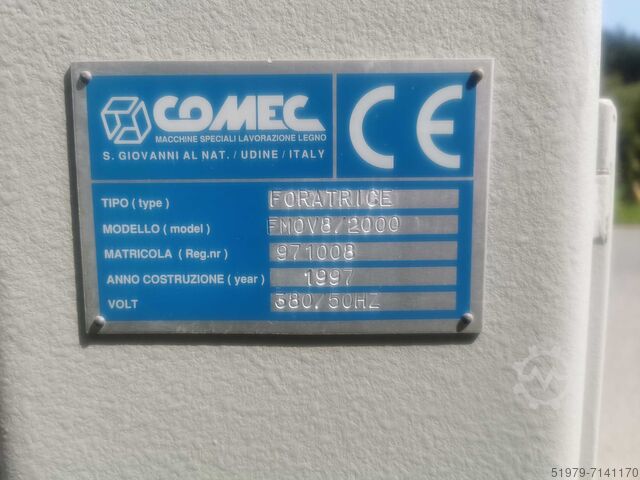 COMEC
MACCHINE SPECIALI LAVORAZIONE LEGNO
S. GIOVANNI AL NAT. / UDINE / ITALY
CE
TIPO ( type ) FORATRICE
MODELLO ( model ) FMOV8/2000
MATRICOLA ( Reg.nr ) 971008
ANNO COSTRUZIONE ( year ) 1997
VOLT 380/50HZ
51979-7141170